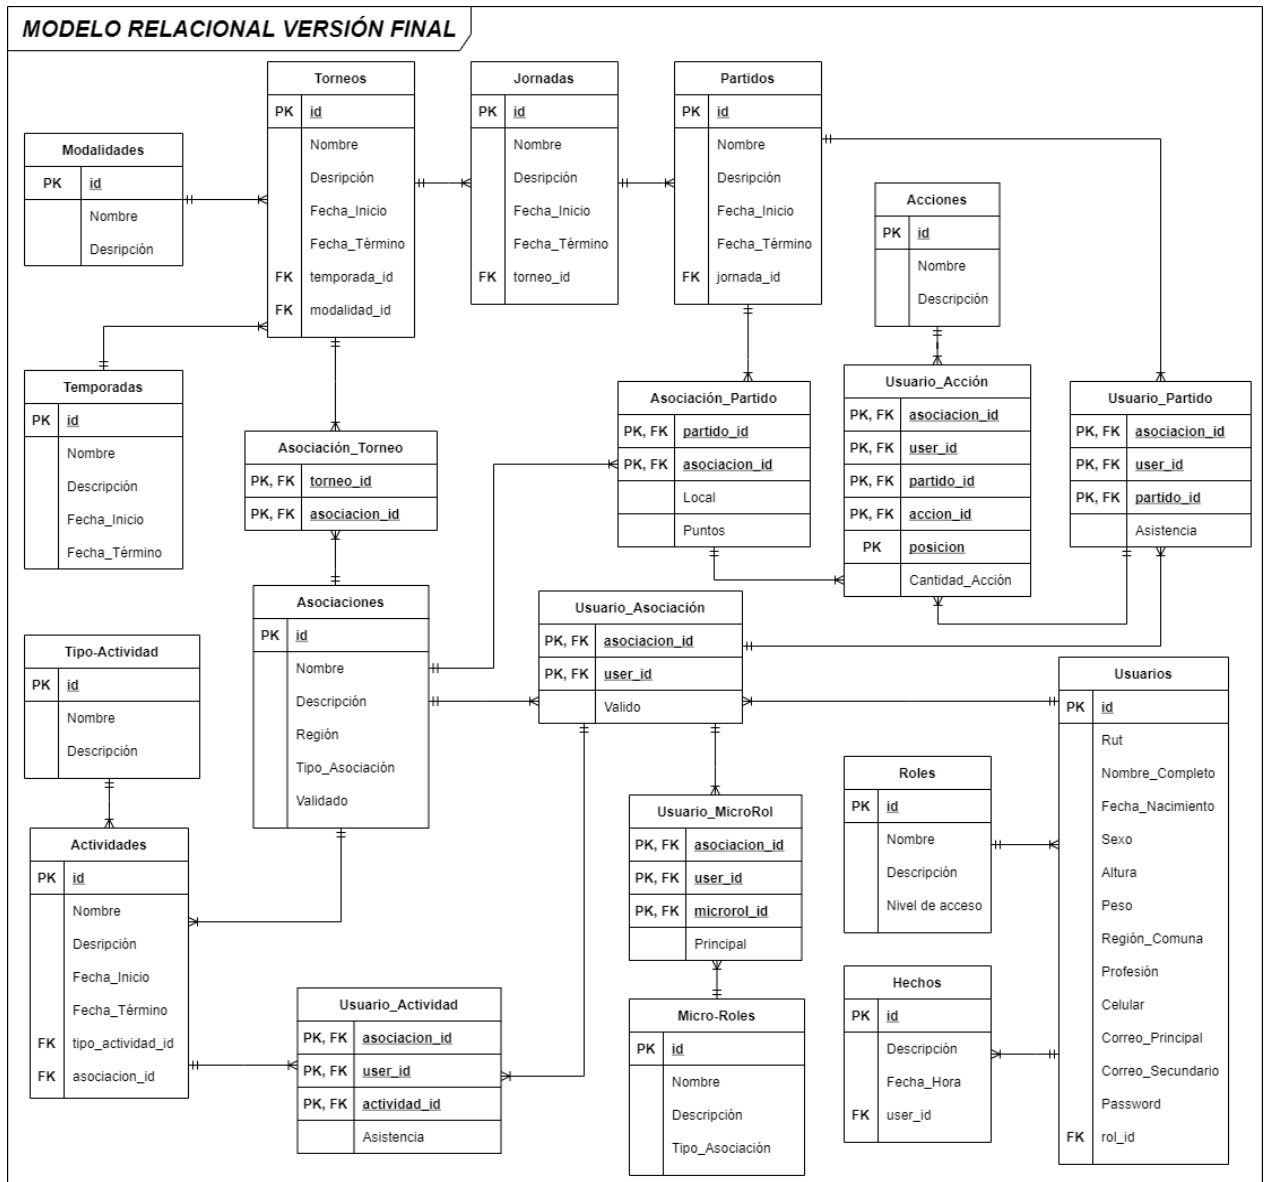 MODELO RELACIONAL VERSIÓN FINAL
Torneos
PK id
Nombre
Desripción
Fecha_Inicio
Fecha_Término
FK temporada_id
FK modalidad_id
Jornadas
PK id
Nombre
Desripción
Fecha_Inicio
Fecha_Término
FK torneo_id
Partidos
PK id
Nombre
Desripción
Fecha_Inicio
Fecha_Término
FK jornada_id
Modalidades
PK id
Nombre
Desripción
Acciones
PK id
Nombre
Descripción
Temporadas
PK id
Nombre
Descripción
Fecha_Inicio
Fecha_Término
Asociación_Torneo
PK, FK torneo_id
PK, FK asociacion_id
Asociación_Partido
PK, FK partido_id
PK, FK asociacion_id
Local
Puntos
Usuario_Acción
PK, FK asociacion_id
PK, FK user_id
PK, FK partido_id
PK, FK accion_id
PK posicion
Cantidad_Acción
Usuario_Partido
PK, FK asociacion_id
PK, FK user_id
PK, FK partido_id
Asistencia
Asociaciones
PK id
Nombre
Descripción
Región
Tipo_Asociación
Validado
Usuario_Asociación
PK, FK asociacion_id
PK, FK user_id
Valido
Tipo-Actividad
PK id
Nombre
Descripción
Usuarios
PK id
Rut
Nombre_Completo
Fecha_Nacimiento
Sexo
Altura
Peso
Región_Comuna
Profesión
Celular
Correo_Principal
Correo_Secundario
Password
FK rol_id
Roles
PK id
Nombre
Descripción
Nivel de acceso
Usuario_MicroRol
PK, FK asociacion_id
PK, FK user_id
PK, FK microrol_id
Principal
Actividades
PK id
Nombre
Desripción
Fecha_Inicio
Fecha_Término
FK tipo_actividad_id
FK asociacion_id
Hechos
PK id
Descripción
Fecha_Hora
FK user_id
Usuario_Actividad
PK, FK asociacion_id
PK, FK user_id
PK, FK actividad_id
Asistencia
Micro-Roles
PK id
Nombre
Descripción
Tipo_Asociación